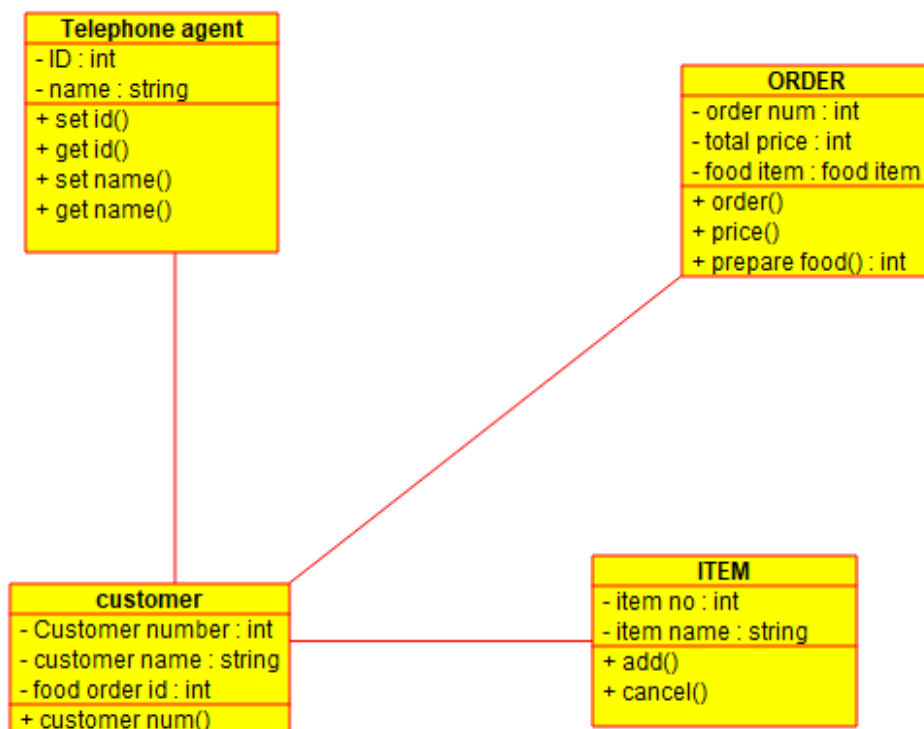 Telephone agent
- ID : int
- name : string
+ set id()
+ get id()
+ set name()
+ get name()
ORDER
- order num : int
- total price : int
- food item : food item
+ order()
+ price()
+ prepare food() : int
customer
- Customer number : int
- customer name : string
- food order id : int
+ customer num()
ITEM
- item no : int
- item name : string
+ add()
+ cancel()